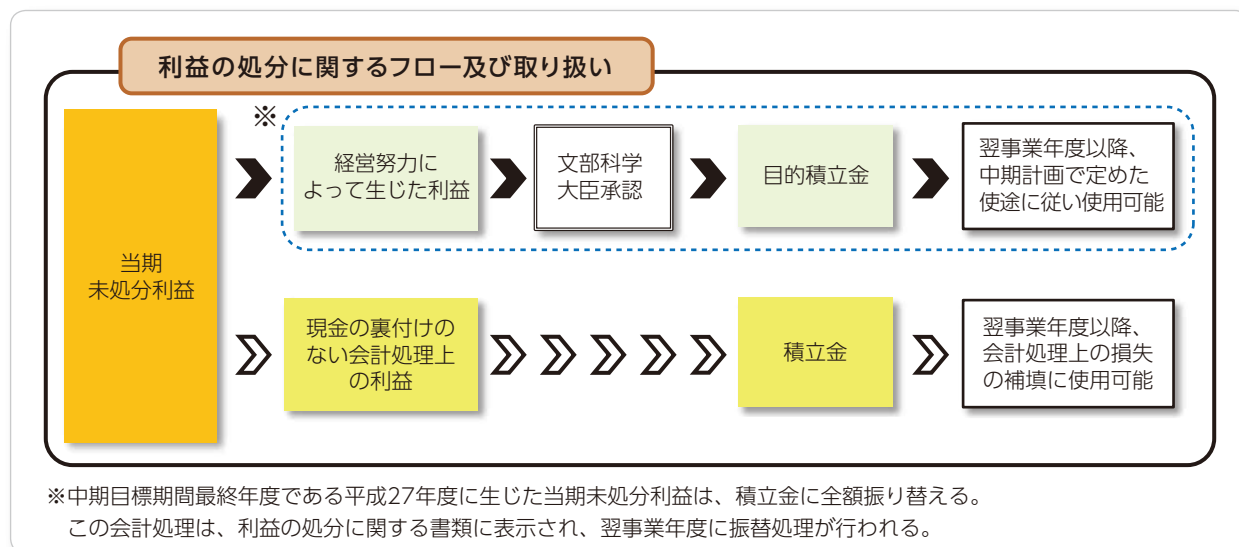 利益の処分に関するフロー及び取り扱い
※
経営努力に
よって生じた利益
文部科学
大臣承認
目的積立金
翌事業年度以降、
中期計画で定めた
使途に従い使用可能
当期
未処分利益
現金の裏付けの
ない会計処理上
の利益
積立金
翌事業年度以降、
会計処理上の損失
の補填に使用可能
※中期目標期間最終年度である平成27年度に生じた当期未処分利益は、積立金に全額振り替える。
この会計処理は、利益の処分に関する書類に表示され、翌事業年度に振替処理が行われる。